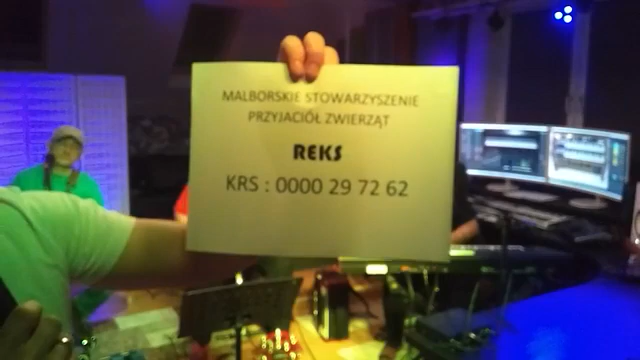 MALBORSKIE STOWARZYSZENIE
PRZYJACIÓŁ ZWIERZĄT
REKS
KRS : 0000 29 72 62